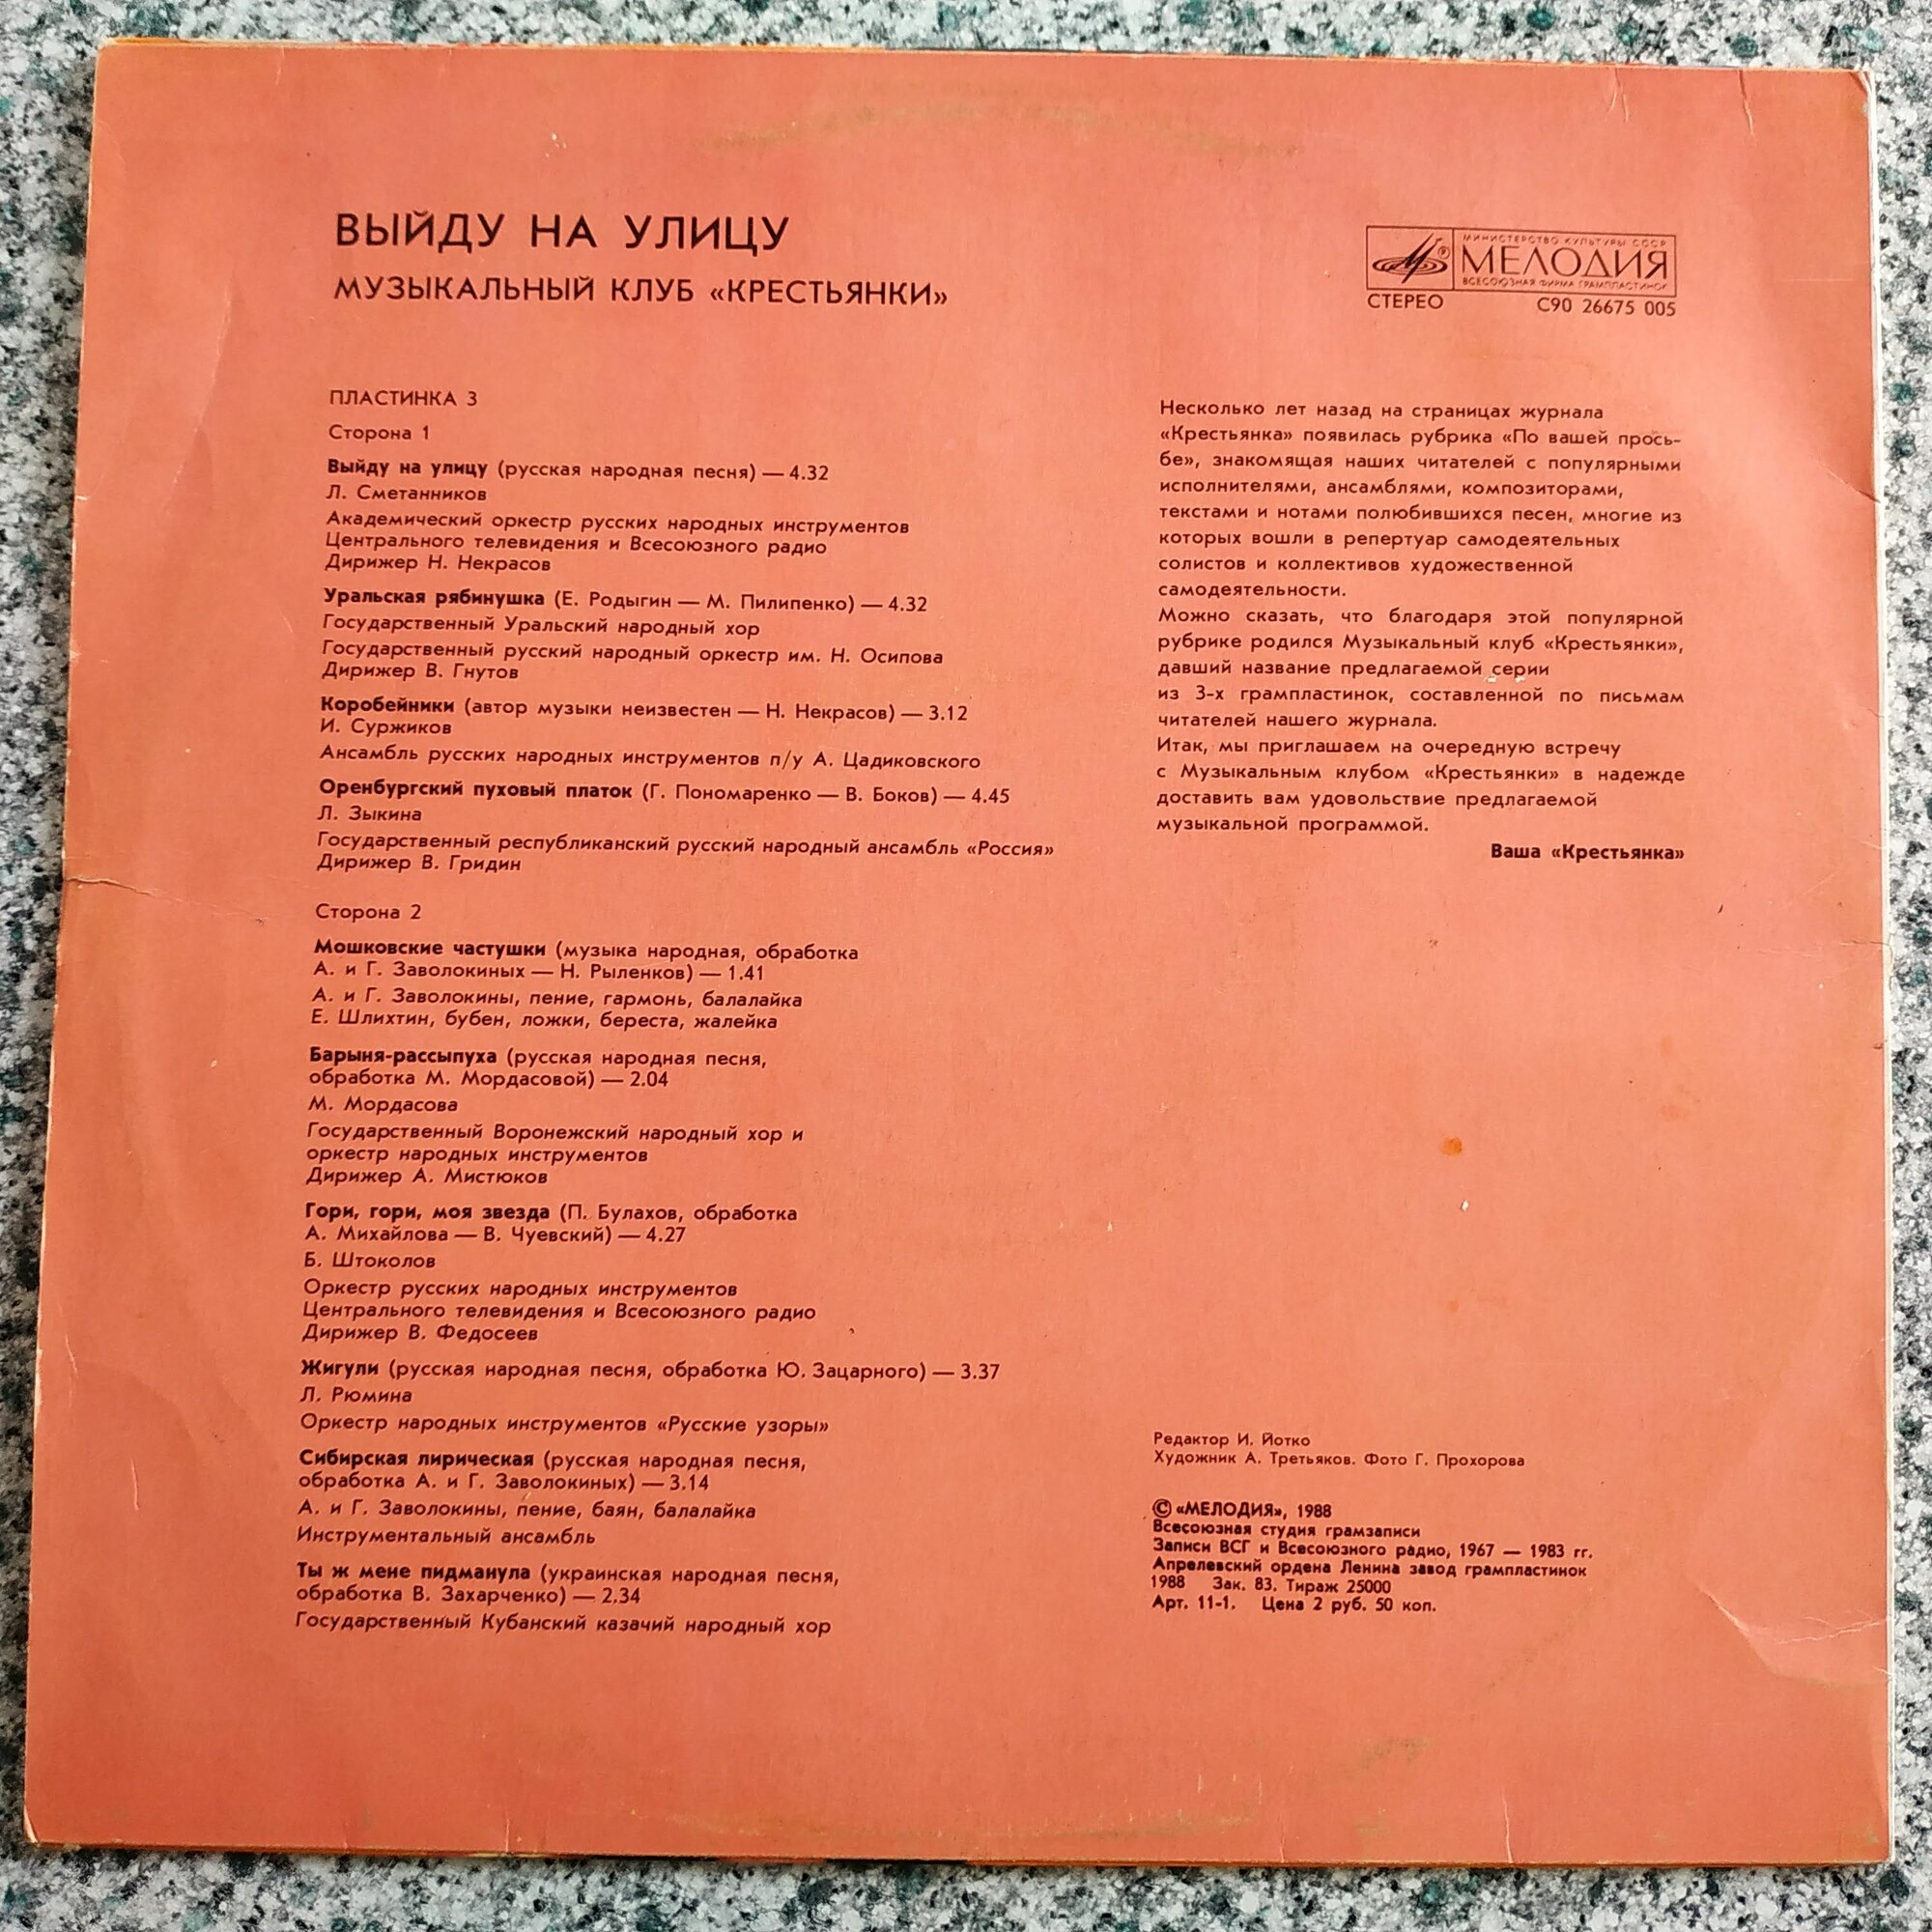 ВЫЙДУ НА УЛИЦУ
МУЗЫКАЛЬНЫЙ КЛУБ «КРЕСТЬЯНКИ»
МИНИСТЕРСТВО КУЛЬТУРЫ СССР
МЕЛОДИЯ
ВСЕСОЮЗНАЯ ФИРМА ГРАМПЛАСТИНОК
СТЕРЕО С90 26675 005
ПЛАСТИНКА 3
Сторона 1
Выйду на улицу (русская народная песня) — 4.32
Л. Сметанников
Академический оркестр русских народных инструментов
Центрального телевидения и Всесоюзного радио
Дирижер Н. Некрасов
Уральская рябинушка (Е. Родыгин — М. Пилипенко) — 4.32
Государственный Уральский народный хор
Государственный русский народный оркестр им. Н. Осипова
Дирижер В. Гнутов
Коробейники (автор музыки неизвестен — Н. Некрасов) — 3.12
И. Суржиков
Ансамбль русских народных инструментов п/у А. Цадиковского
Оренбургский пуховый платок (Г. Пономаренко — В. Боков) — 4.45
Л. Зыкина
Государственный республиканский русский народный ансамбль «Россия»
Дирижер В. Гридин
Сторона 2
Мошковские частушки (музыка народная, обработка
А. и Г. Заволокиных — Н. Рыленков) — 1.41
А. и Г. Заволокины, пение, гармонь, балалайка
Е. Шлихтин, бубен, ложки, береста, жалейка
Барыня-рассыпуха (русская народная песня,
обработка М. Мордасовой) — 2.04
М. Мордасова
Государственный Воронежский народный хор и
оркестр народных инструментов
Дирижер А. Мистюков
Гори, гори, моя звезда (П. Булахов, обработка
А. Михайлова — В. Чуевский) — 4.27
Б. Штоколов
Оркестр русских народных инструментов
Центрального телевидения и Всесоюзного радио
Дирижер В. Федосеев
Жигули (русская народная песня, обработка Ю. Зацарного) — 3.37
Л. Рюмина
Оркестр народных инструментов «Русские узоры»
Сибирская лирическая (русская народная песня,
обработка А. и Г. Заволокиных) — 3.14
А. и Г. Заволокины, пение, баян, балалайка
Инструментальный ансамбль
Ты ж мене пидманула (украинская народная песня,
обработка В. Захарченко) — 2.34
Государственный Кубанский казачий народный хор
Несколько лет назад на страницах журнала
«Крестьянка» появилась рубрика «По вашей прось-
бе», знакомящая наших читателей с популярными
исполнителями, ансамблями, композиторами,
текстами и нотами полюбившихся песен, многие из
которых вошли в репертуар самодеятельных
солистов и коллективов художественной
самодеятельности.
Можно сказать, что благодаря этой популярной
рубрике родился Музыкальный клуб «Крестьянки»,
давший название предлагаемой серии
из 3-х грампластинок, составленной по письмам
читателей нашего журнала.
Итак, мы приглашаем на очередную встречу
с Музыкальным клубом «Крестьянки» в надежде
доставить вам удовольствие предлагаемой
музыкальной программой.
Ваша «Крестьянка»
Редактор И. Йотко
Художник А. Третьяков. Фото Г. Прохорова
© «МЕЛОДИЯ», 1988
Всесоюзная студия грамзаписи
Записи ВСГ и Всесоюзного радио, 1967 — 1983 гг.
Апрелевский ордена Ленина завод грампластинок
1988 Зак. 83. Тираж 25000
Арт. 11-1. Цена 2 руб. 50 коп.